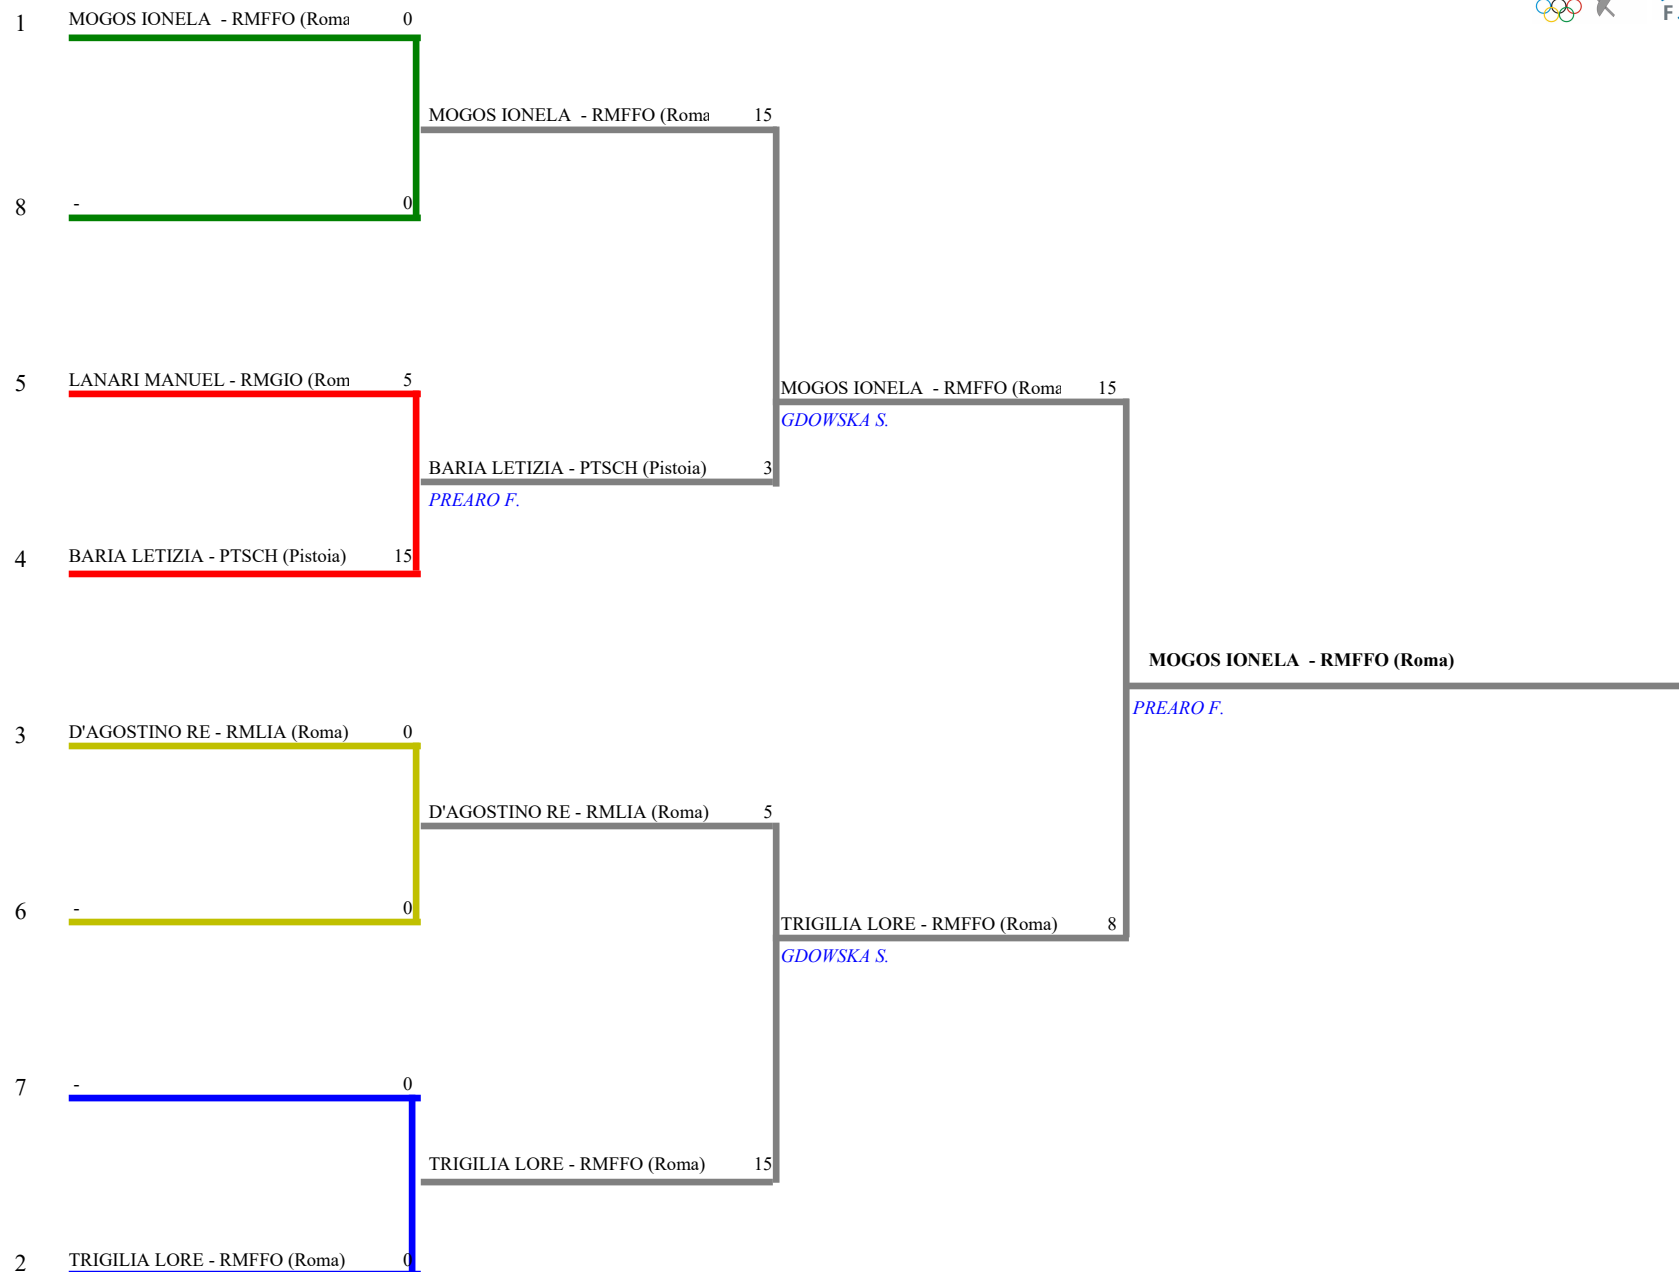 1 MOGOS IONELA - RMFFO (Roma 0
F
MOGOS IONELA - RMFFO (Roma 15
8 - 0
5 LANARI MANUEL - RMGIO (Rom 5
MOGOS IONELA - RMFFO (Roma 15
GDOWSKA S.
BARIA LETIZIA - PTSCH (Pistoia) 3
PREARO F.
4 BARIA LETIZIA - PTSCH (Pistoia) 15
MOGOS IONELA - RMFFO (Roma)
PREARO F.
3 D'AGOSTINO RE - RMLIA (Roma) 0
D'AGOSTINO RE - RMLIA (Roma) 5
6 - 0
TRIGILIA LORE - RMFFO (Roma) 8
GDOWSKA S.
7 - 0
TRIGILIA LORE - RMFFO (Roma) 15
2 TRIGILIA LORE - RMFFO (Roma) 0